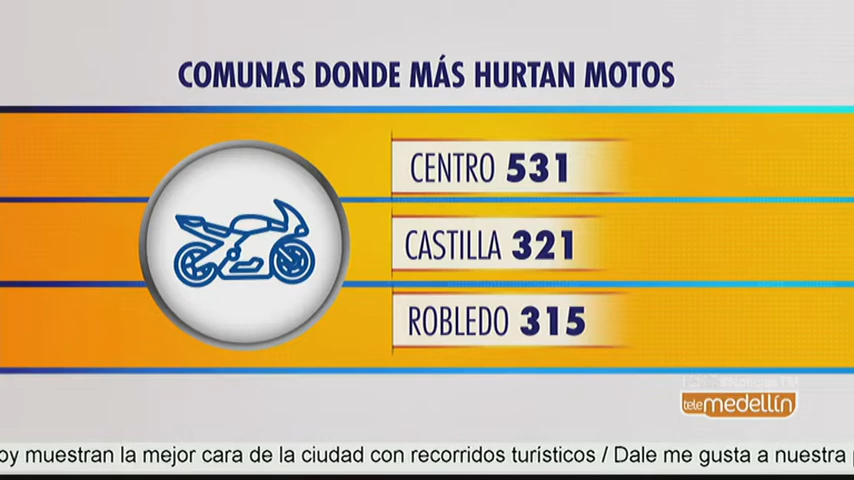 COMUNAS DONDE MÁS HURTAN MOTOS
CENTRO 531
CASTILLA 321
ROBLEDO 315
telemedellín
oy muestran la mejor cara de la ciudad con recorridos turísticos / Dale me gusta a nuestra p